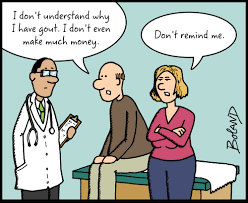 I don't understand why
I have gout. I don't even
make much money.
Don't remind me.
BOLAND